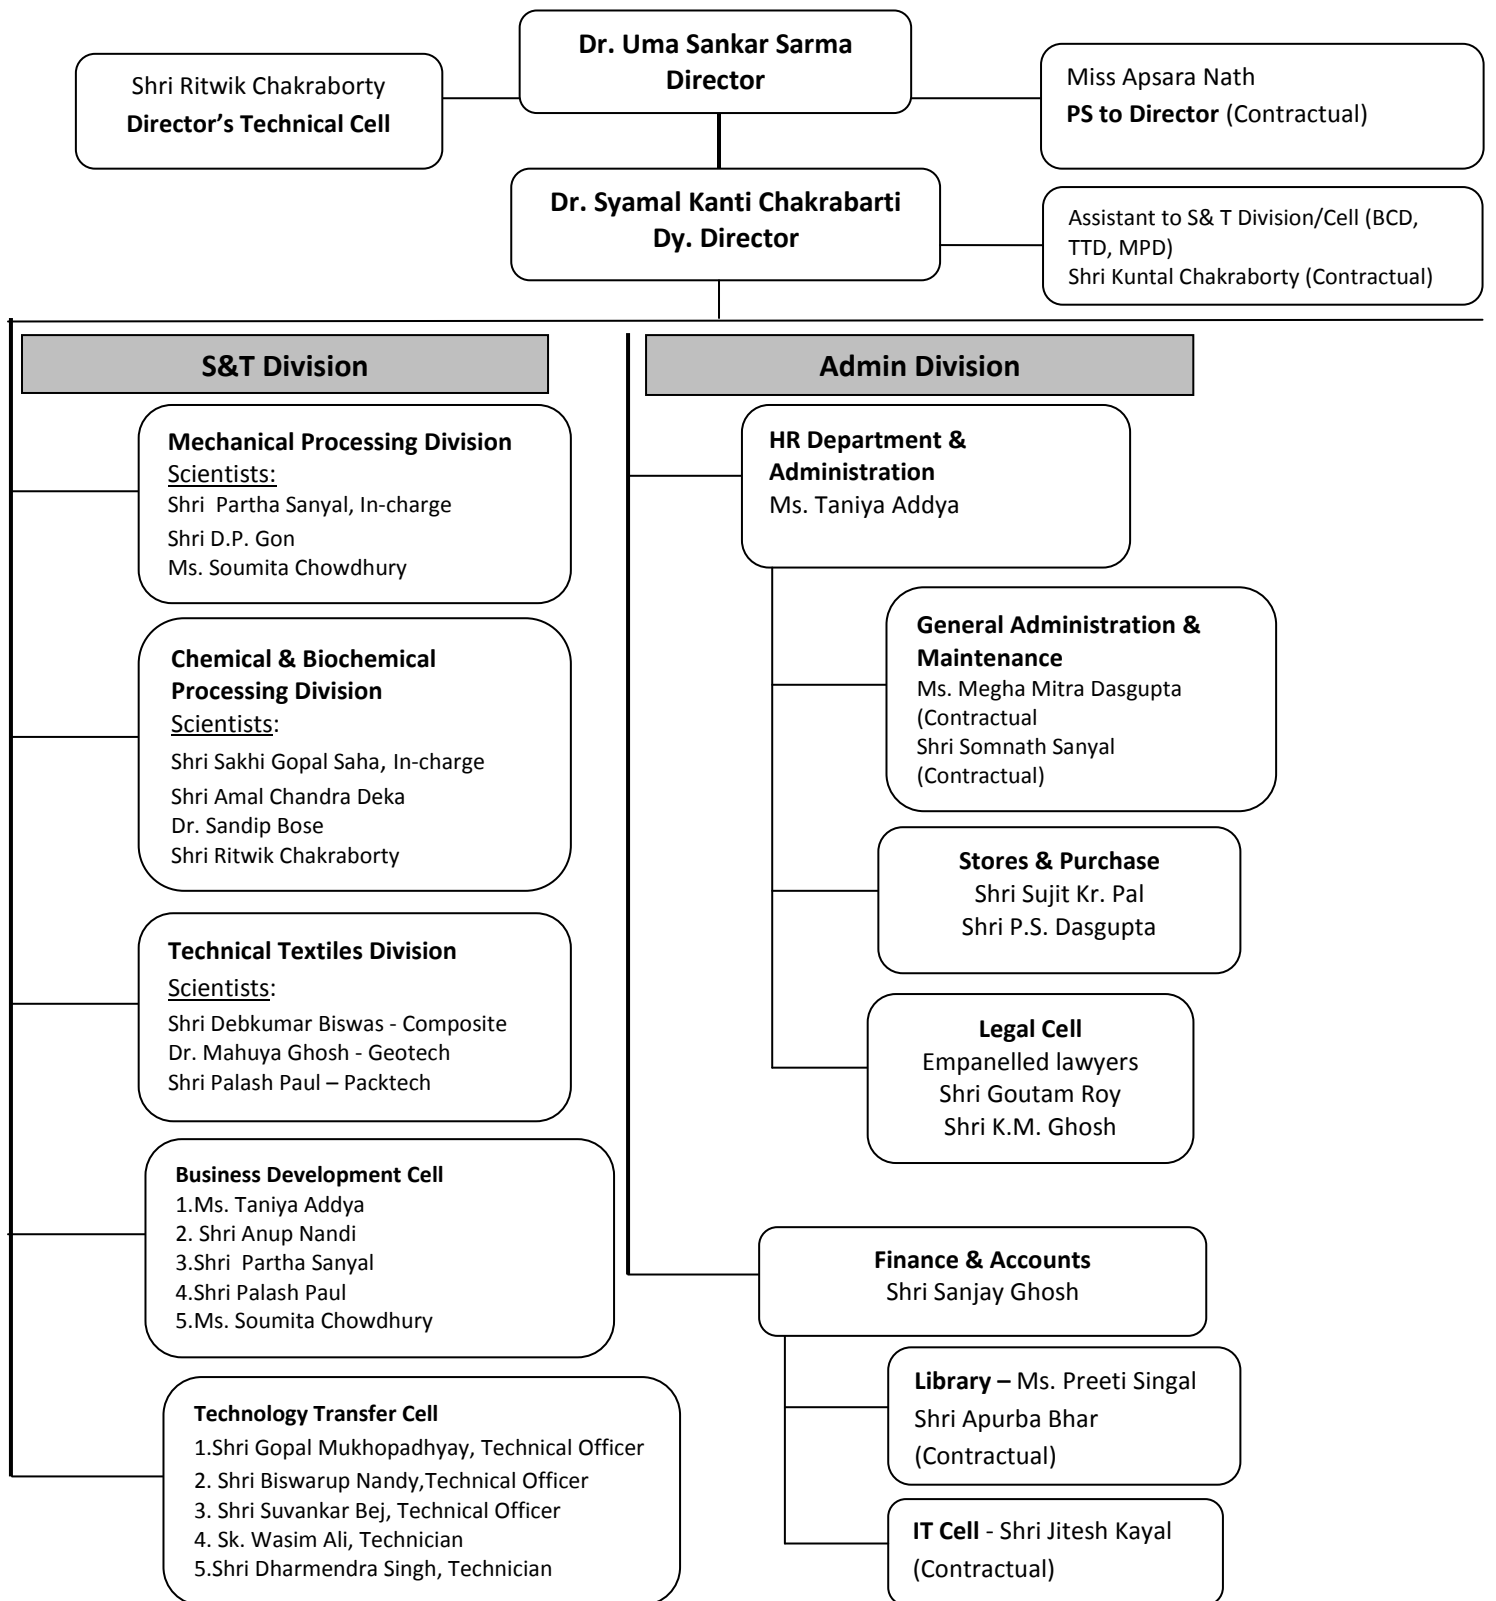 Dr. Uma Sankar Sarma
Director
Shri Ritwik Chakraborty
Director’s Technical Cell
Miss Apsara Nath
PS to Director (Contractual)
Dr. Syamal Kanti Chakrabarti
Dy. Director
Assistant to S& T Division/Cell (BCD,
TTD, MPD)
Shri Kuntal Chakraborty (Contractual)
S&T Division
Mechanical Processing Division
Scientists:
Shri  Partha Sanyal, In-charge
Shri D.P. Gon
Ms. Soumita Chowdhury
Chemical & Biochemical
Processing Division
Scientists:
Shri Sakhi Gopal Saha, In-charge
Shri Amal Chandra Deka
Dr. Sandip Bose
Shri Ritwik Chakraborty
Technical Textiles Division
Scientists:
Shri Debkumar Biswas - Composite
Dr. Mahuya Ghosh - Geotech
Shri Palash Paul – Packtech
Business Development Cell
1.Ms. Taniya Addya
2. Shri Anup Nandi
3.Shri  Partha Sanyal
4.Shri Palash Paul
5.Ms. Soumita Chowdhury
Technology Transfer Cell
1.Shri Gopal Mukhopadhyay, Technical Officer
2. Shri Biswarup Nandy,Technical Officer
3. Shri Suvankar Bej, Technical Officer
4. Sk. Wasim Ali, Technician
5.Shri Dharmendra Singh, Technician
Admin Division
HR Department &
Administration
Ms. Taniya Addya
General Administration &
Maintenance
Ms. Megha Mitra Dasgupta
(Contractual
Shri Somnath Sanyal
(Contractual)
Stores & Purchase
Shri Sujit Kr. Pal
Shri P.S. Dasgupta
Legal Cell
Empanelled lawyers
Shri Goutam Roy
Shri K.M. Ghosh
Finance & Accounts
Shri Sanjay Ghosh
Library – Ms. Preeti Singal
Shri Apurba Bhar
(Contractual)
IT Cell - Shri Jitesh Kayal
(Contractual)